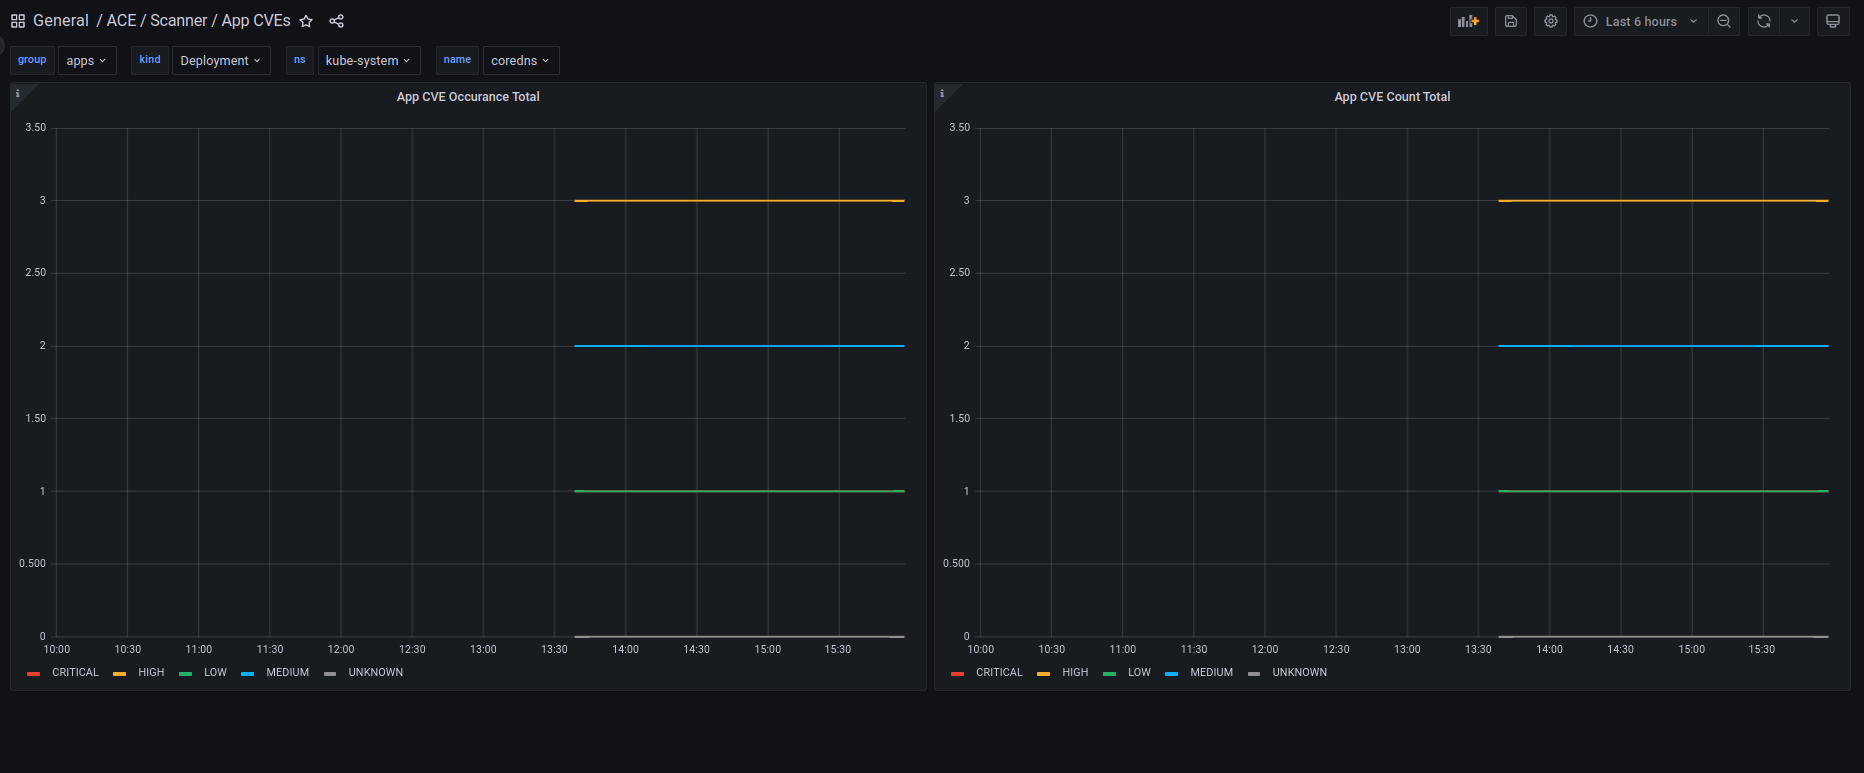 General / ACE / Scanner / App CVEs
Last 6 hours
group apps kind Deployment ns kube-system name coredns
App CVE Occurance Total
3.50
3
2.50
2
1.50
1
0.500
0
10:00 10:30 11:00 11:30 12:00 12:30 13:00 13:30 14:00 14:30 15:00 15:30
CRITICAL HIGH LOW MEDIUM UNKNOWN
App CVE Count Total
3.50
3
2.50
2
1.50
1
0.500
0
10:00 10:30 11:00 11:30 12:00 12:30 13:00 13:30 14:00 14:30 15:00 15:30
CRITICAL HIGH LOW MEDIUM UNKNOWN